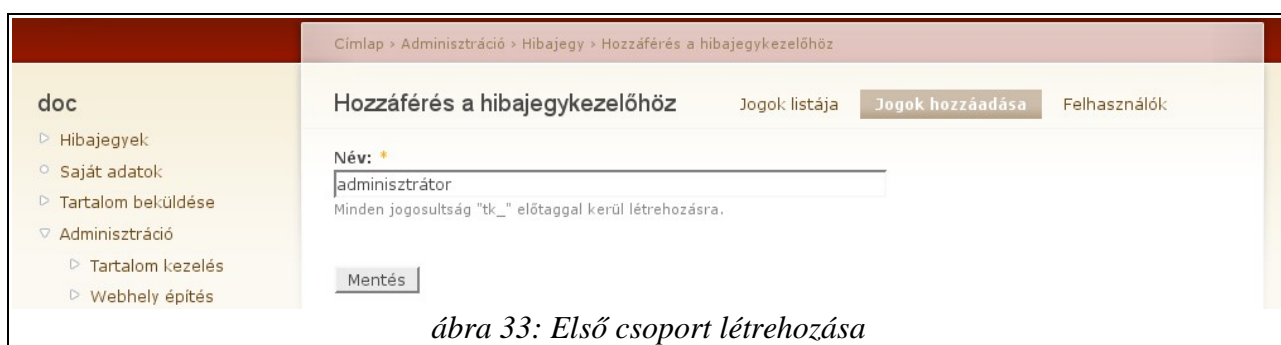 Címlap › Adminisztráció › Hibajegy › Hozzáférés a hibajegykezelőhöz
doc
Hibajegyek
Saját adatok
Tartalom beküldése
Adminisztráció
Tartalom kezelés
Webhely építés
Hozzáférés a hibajegykezelőhöz Jogok listája Jogok hozzáadása Felhasználók
Név: *
adminisztrátor
Minden jogosultság "tk_" előtaggal kerül létrehozásra.
Mentés
ábra 33: Első csoport létrehozása